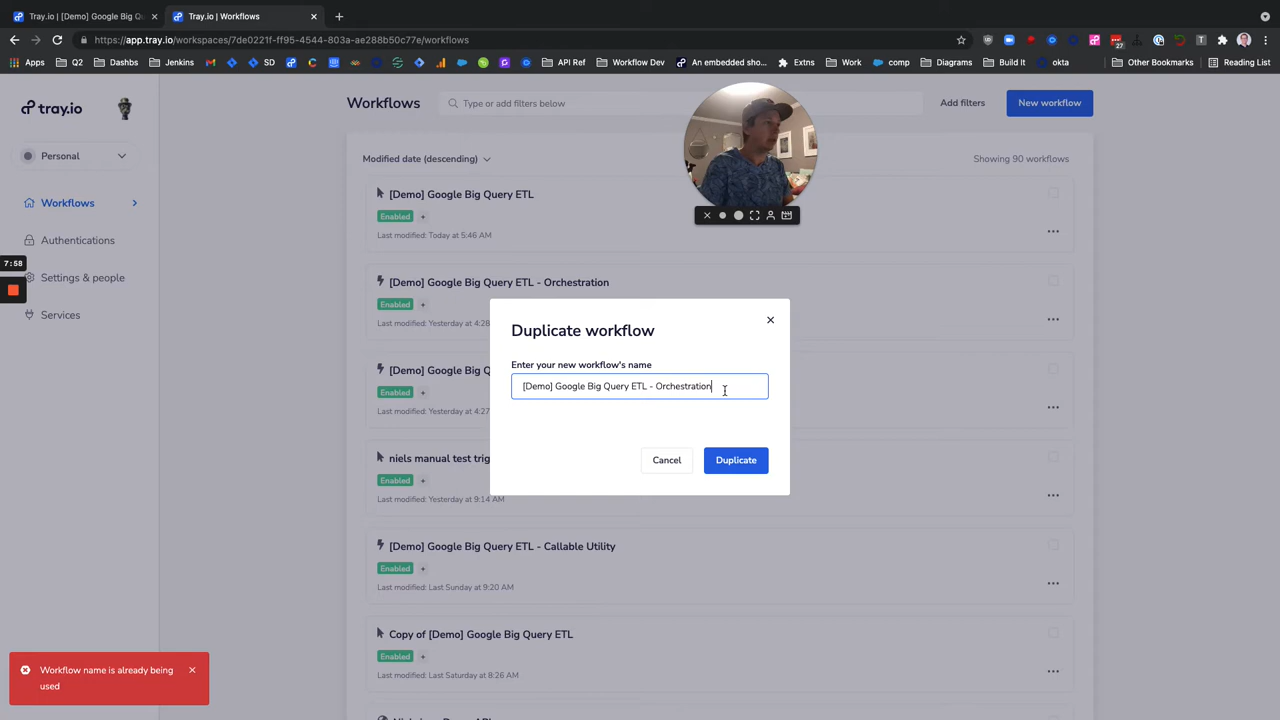 Tray.io | [Demo] Google Big Qu
Tray.io | Workflows
https://app.tray.io/workspaces/7de0221f-ff95-4544-803a-ae288b50c77e/workflows
Apps
Q2
Dashbs
Jenkins
SD
API Ref
Workflow Dev
An embedded sho...
Extns
Work
comp
Diagrams
Build It
okta
Other Bookmarks
Reading List
27
tray.io
Personal
Workflows
Authentications
Settings & people
Services
7:58
Workflows
Type or add filters below
Add filters
New workflow
Modified date (descending)
Showing 90 workflows
[Demo] Google Big Query ETL
Enabled +
Last modified: Today at 5:46 AM
[Demo] Google Big Query ETL - Orchestration
Enabled +
Last modified: Yesterday at 4:28
[Demo] Google Big Q
Enabled +
Last modified: Yesterday at 4:27
niels manual test trig
Enabled +
Last modified: Yesterday at 9:14 AM
[Demo] Google Big Query ETL - Callable Utility
Enabled +
Last modified: Last Sunday at 9:20 AM
Copy of [Demo] Google Big Query ETL
Enabled +
Last modified: Last Saturday at 8:26 AM
Duplicate workflow
Enter your new workflow's name
[Demo] Google Big Query ETL - Orchestration
Cancel
Duplicate
Workflow name is already being
used